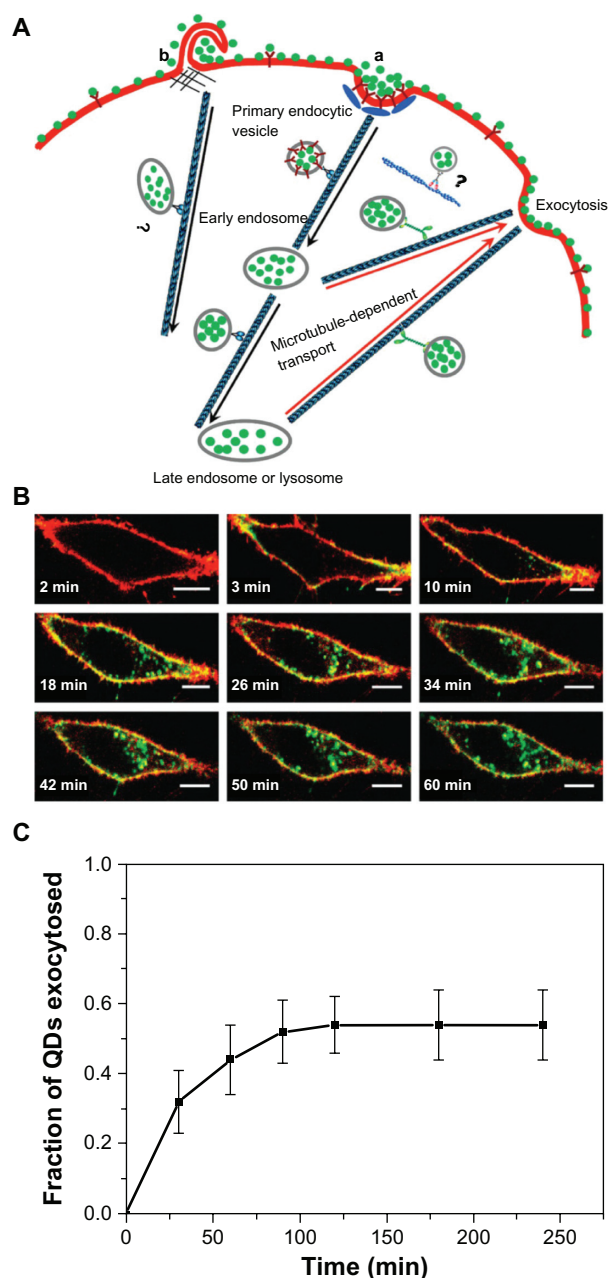 A
b
a
Primary endocytic
vesicle
?
Exocytosis
?
Early endosome
Microtubule-dependent
transport
Late endosome or lysosome
B
2 min
3 min
10 min
18 min
26 min
34 min
42 min
50 min
60 min
C
Fraction of QDs exocytosed
1.0
0.8
0.6
0.4
0.2
0.0
0
50
100
150
200
250
Time (min)